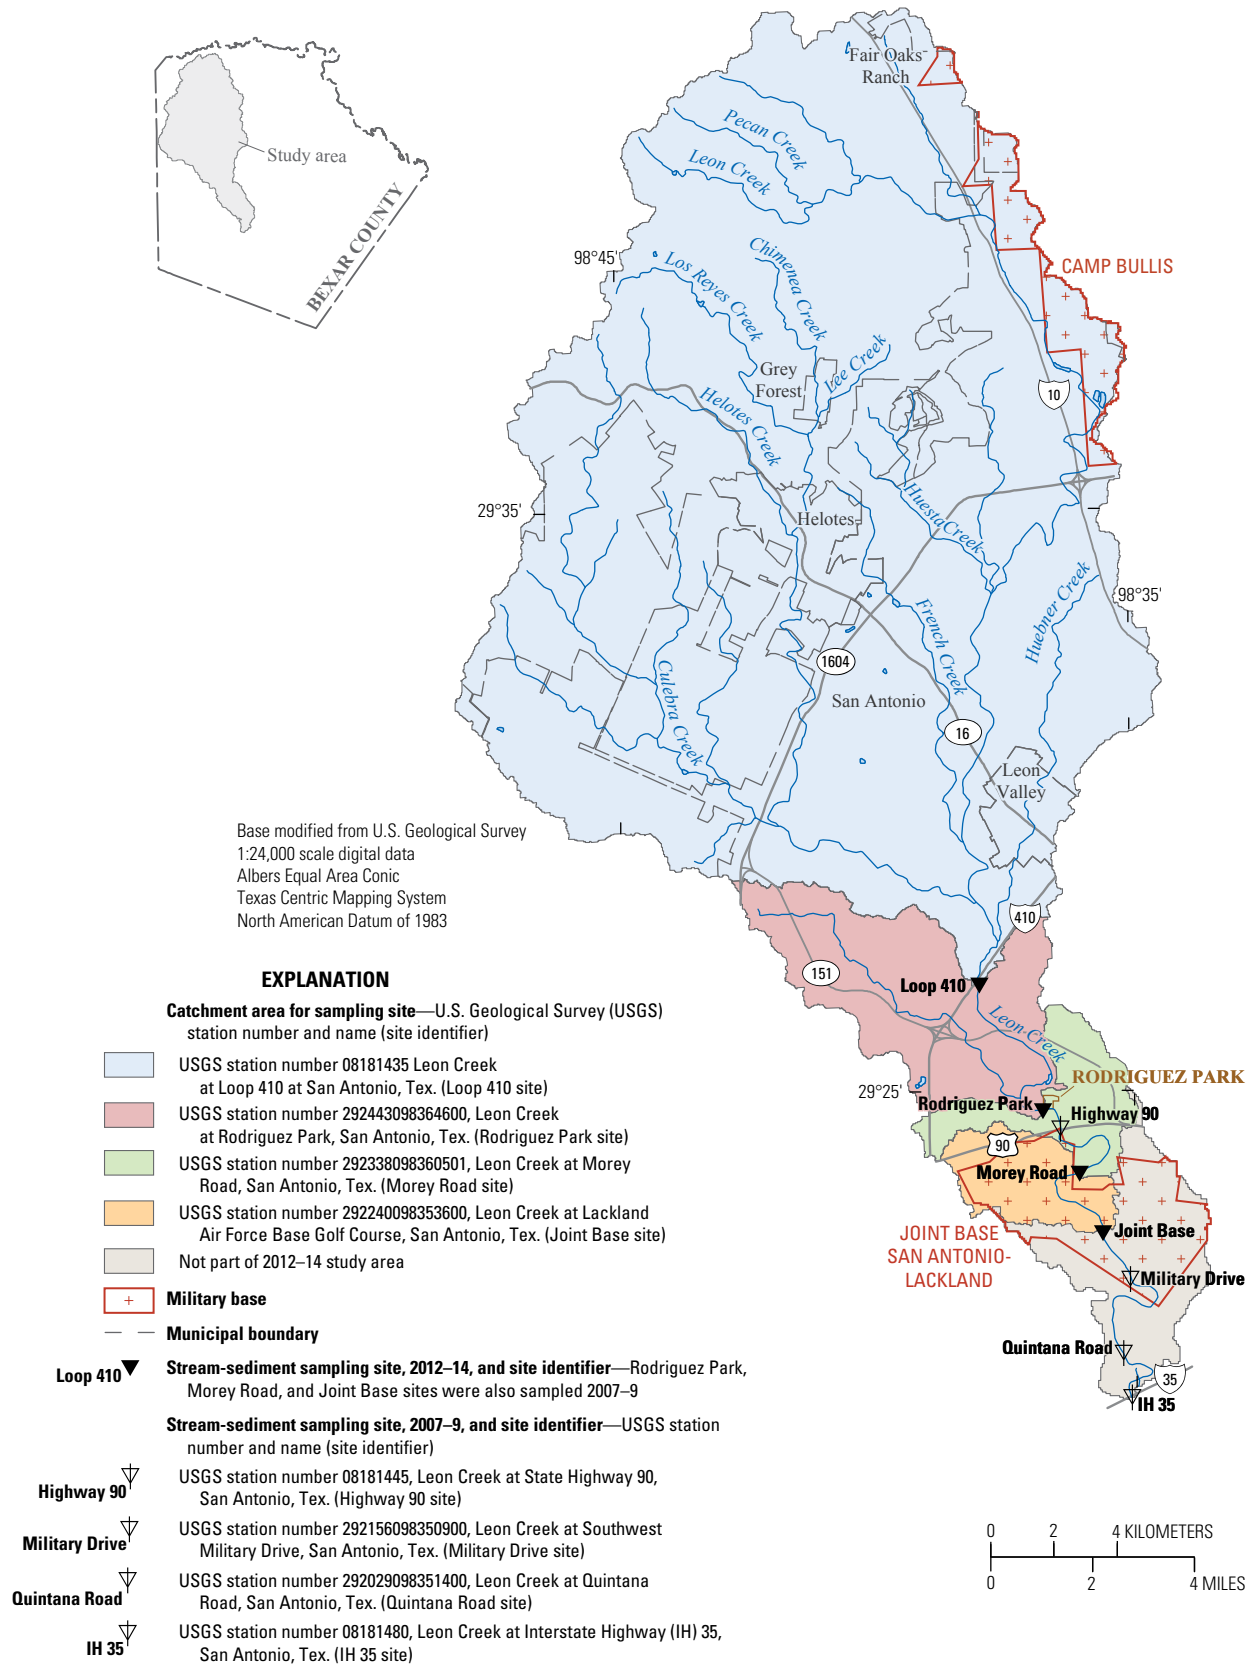 Study area
BEXAR COUNTY
Fair Oaks
Ranch
Pecan Creek
Leon Creek
98°45'
Los Reyes Creek
Chimenea Creek
CAMP BULLIS
Grey
Forest
Lee Creek
10
Helotes Creek
29°35'
Helotes
Huesta Creek
98°35'
Huebner Creek
French Creek
1604
Culebra Creek
San Antonio
16
Leon
Valley
Base modified from U.S. Geological Survey
1:24,000 scale digital data
Albers Equal Area Conic
Texas Centric Mapping System
North American Datum of 1983
410
151
Loop 410
Leon Creek
29°25'
RODRIGUEZ PARK
Rodriguez Park
Highway 90
90
Morey Road
JOINT BASE
SAN ANTONIO-
LACKLAND
Joint Base
Military Drive
Quintana Road
35
IH 35
EXPLANATION
Catchment area for sampling site—U.S. Geological Survey (USGS)
station number and name (site identifier)
USGS station number 08181435 Leon Creek
at Loop 410 at San Antonio, Tex. (Loop 410 site)
USGS station number 292443098364600, Leon Creek
at Rodriguez Park, San Antonio, Tex. (Rodriguez Park site)
USGS station number 292338098360501, Leon Creek at Morey
Road, San Antonio, Tex. (Morey Road site)
USGS station number 292240098353600, Leon Creek at Lackland
Air Force Base Golf Course, San Antonio, Tex. (Joint Base site)
Not part of 2012–14 study area
Military base
Municipal boundary
Loop 410
Stream-sediment sampling site, 2012–14, and site identifier—Rodriguez Park,
Morey Road, and Joint Base sites were also sampled 2007–9
Stream-sediment sampling site, 2007–9, and site identifier—USGS station
number and name (site identifier)
Highway 90
USGS station number 08181445, Leon Creek at State Highway 90,
San Antonio, Tex. (Highway 90 site)
Military Drive
USGS station number 292156098350900, Leon Creek at Southwest
Military Drive, San Antonio, Tex. (Military Drive site)
Quintana Road
USGS station number 292029098351400, Leon Creek at Quintana
Road, San Antonio, Tex. (Quintana Road site)
IH 35
USGS station number 08181480, Leon Creek at Interstate Highway (IH) 35,
San Antonio, Tex. (IH 35 site)
0 2 4 KILOMETERS
0 2 4 MILES